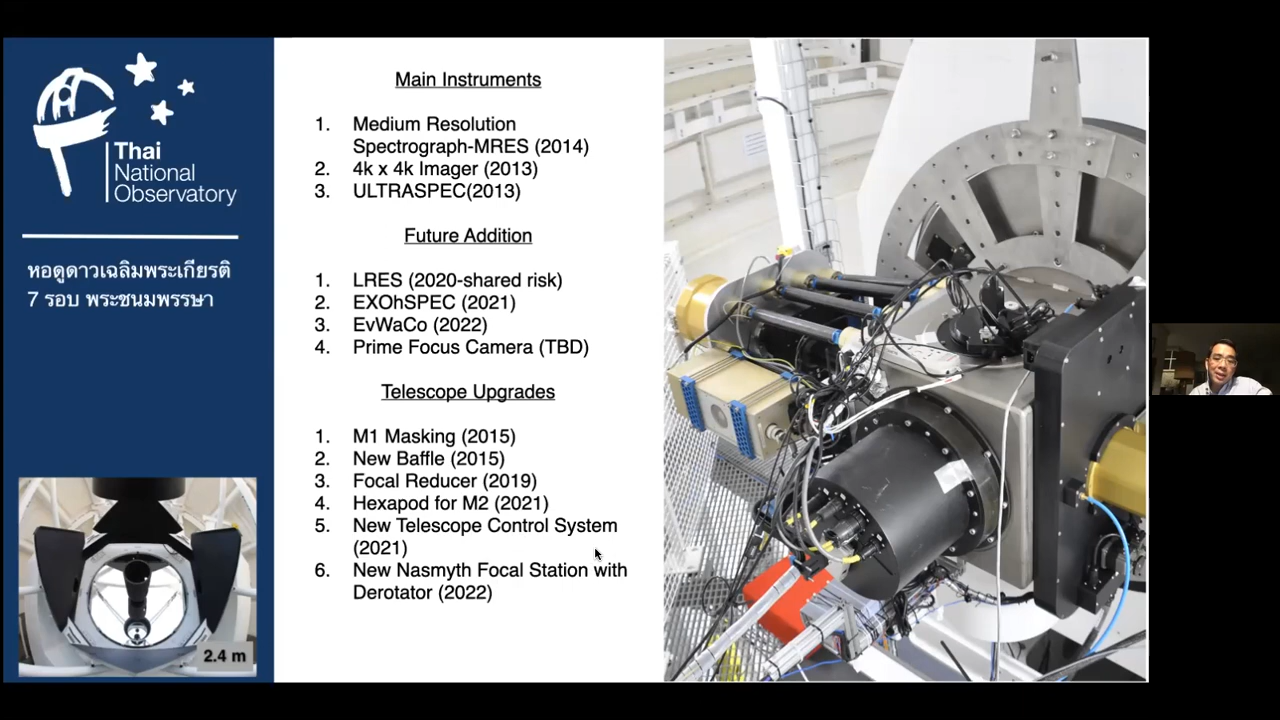 Thai
National
Observatory
หอดูดาวเฉลิมพระเกียรติ
7 รอบ พระชนมพรรษา
2.4 m
Main Instruments
1. Medium Resolution
Spectrograph-MRES (2014)
2. 4k x 4k Imager (2013)
3. ULTRASPEC(2013)
Future Addition
1. LRES (2020-shared risk)
2. EXOhSPEC (2021)
3. EvWaCo (2022)
4. Prime Focus Camera (TBD)
Telescope Upgrades
1. M1 Masking (2015)
2. New Baffle (2015)
3. Focal Reducer (2019)
4. Hexapod for M2 (2021)
5. New Telescope Control System
(2021)
6. New Nasmyth Focal Station with
Derotator (2022)